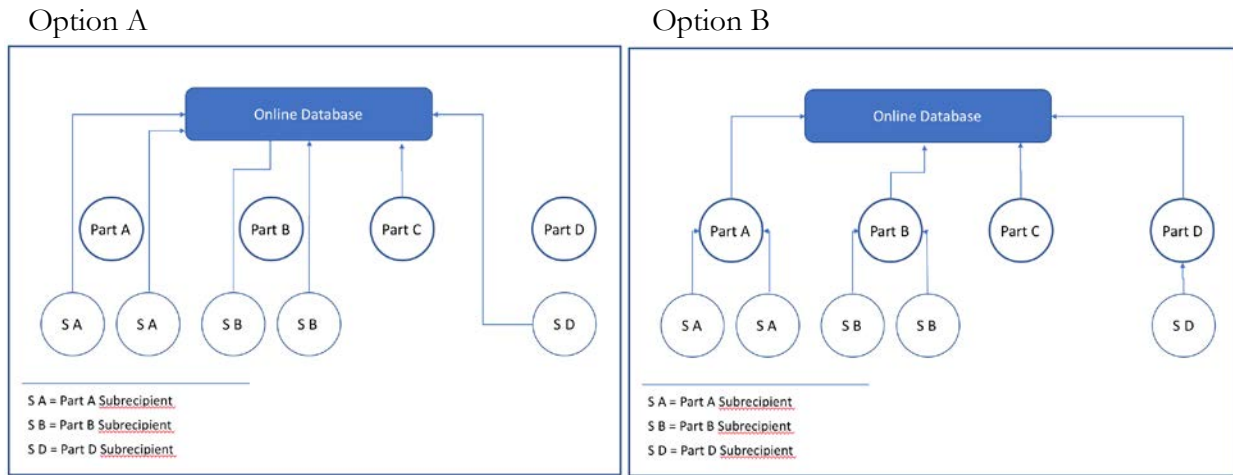 Option A
Online Database
Part A
Part B
Part C
Part D
S A
S A
S B
S B
S D
S A = Part A Subrecipient
S B = Part B Subrecipient
S D = Part D Subrecipient
Option B
Online Database
Part A
Part B
Part C
Part D
S A
S A
S B
S B
S D
S A = Part A Subrecipient
S B = Part B Subrecipient
S D = Part D Subrecipient